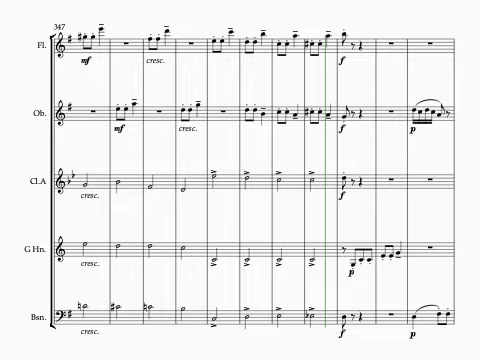 347
Fl.
mf
cresc.
f
Ob.
mf
cresc.
f
p
Cl.A
cresc.
f
G Hn.
cresc.
p
Bsn.
cresc.
f
p